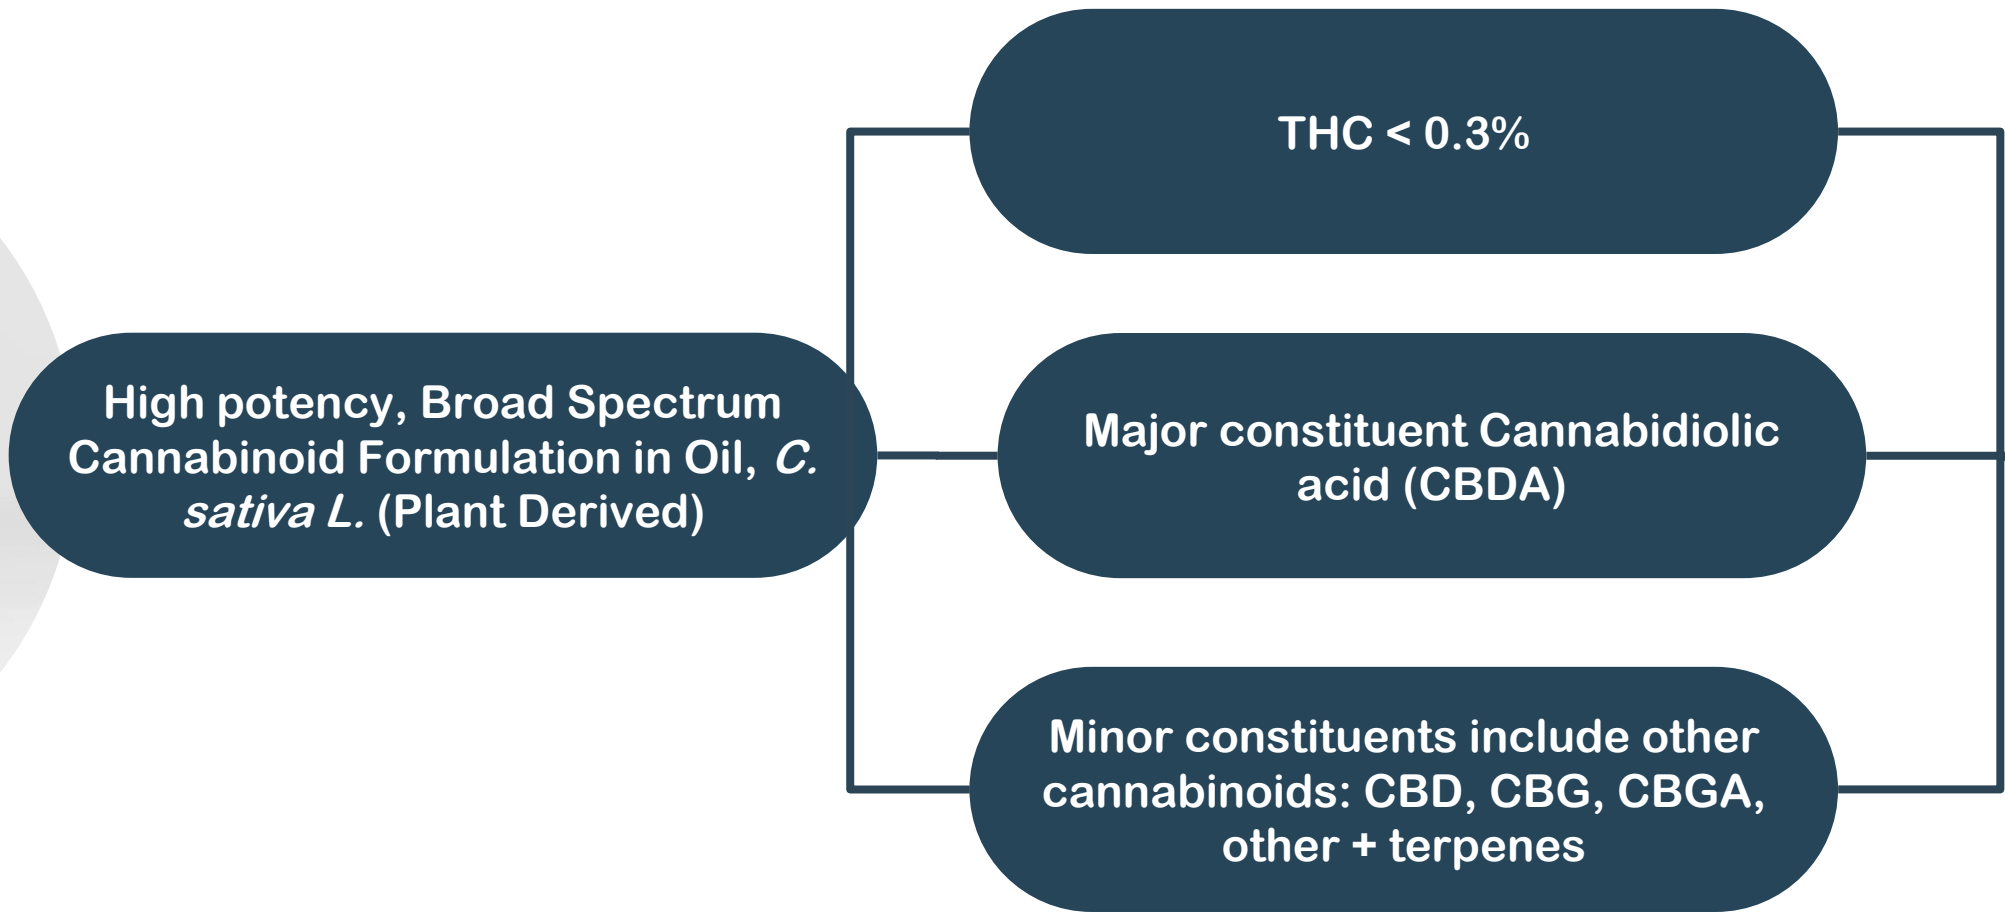 THC < 0.3%
High potency, Broad Spectrum
Cannabinoid Formulation in Oil, C.
sativa L. (Plant Derived)
Major constituent Cannabidiolic
acid (CBDA)
Minor constituents include other
cannabinoids: CBD, CBG, CBGA,
other + terpenes